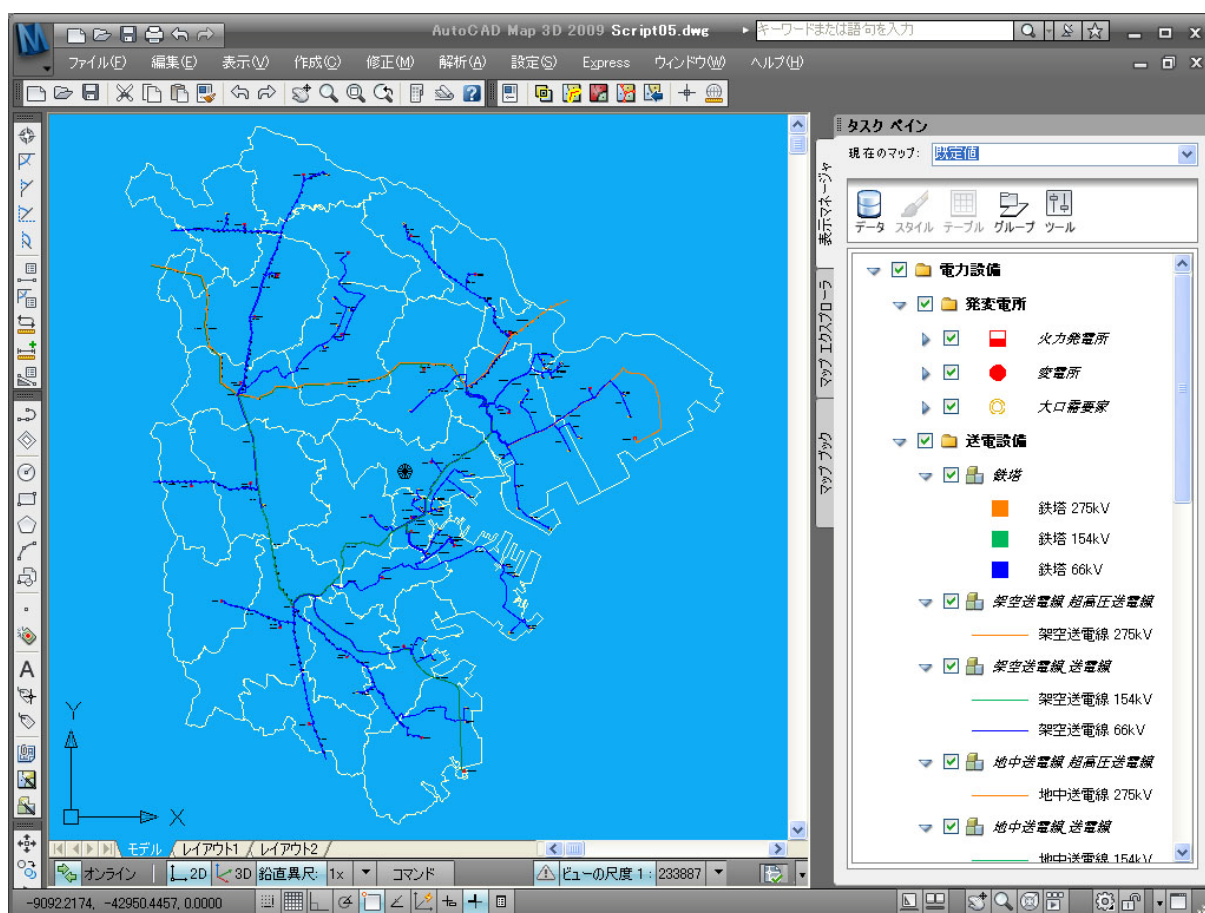 AutoCAD Map 3D 2009 Script05.dwg
キーワードまたは語句を入力
ファイル(F) 編集(E) 表示(V) 作成(C) 修正(M) 解析(A) 設定(S) Express ウィンドウ(W) ヘルプ(H)
タスク ペイン
現在のマップ: 既定値
データ スタイル テーブル グループ ツール
表示マネージャ
マップ エクスプローラ
マップ ブック
電力設備
発変電所
火力発電所
変電所
大口需要家
送電設備
鉄塔
鉄塔 275kV
鉄塔 154kV
鉄塔 66kV
架空送電線 超高圧送電線
架空送電線 275kV
架空送電線 送電線
架空送電線 154kV
架空送電線 66kV
地中送電線 超高圧送電線
地中送電線 275kV
地中送電線 送電線
地中送電線 154kV
Y
X
モデル レイアウト1 レイアウト2
オンライン 2D 3D 鉛直異尺: 1x コマンド ビューの尺度 1 : 233887
-9092.2174, -42950.4457, 0.0000